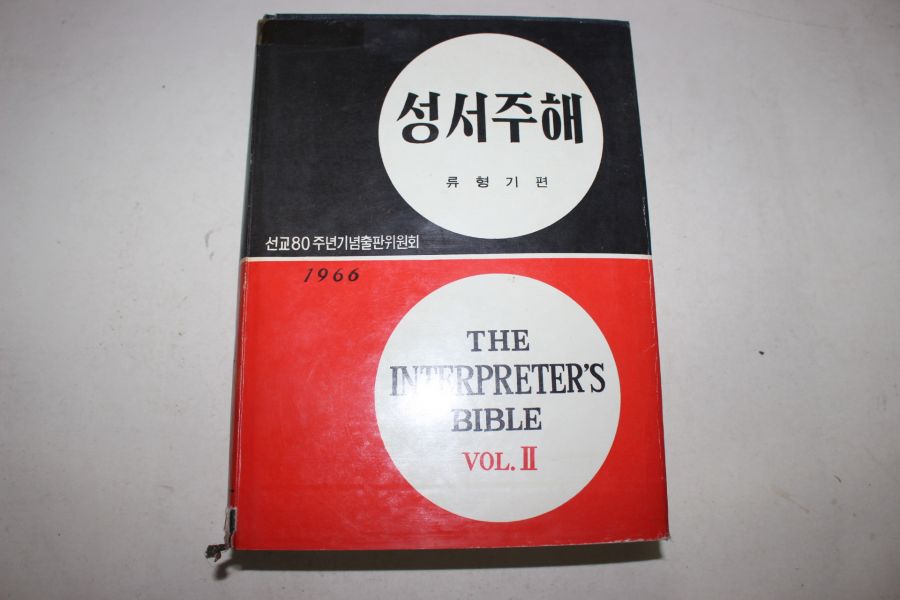 성서주해
류형기편
선교80주년기념출판위원회
1966
THE
INTERPRETER'S
BIBLE
VOL. II